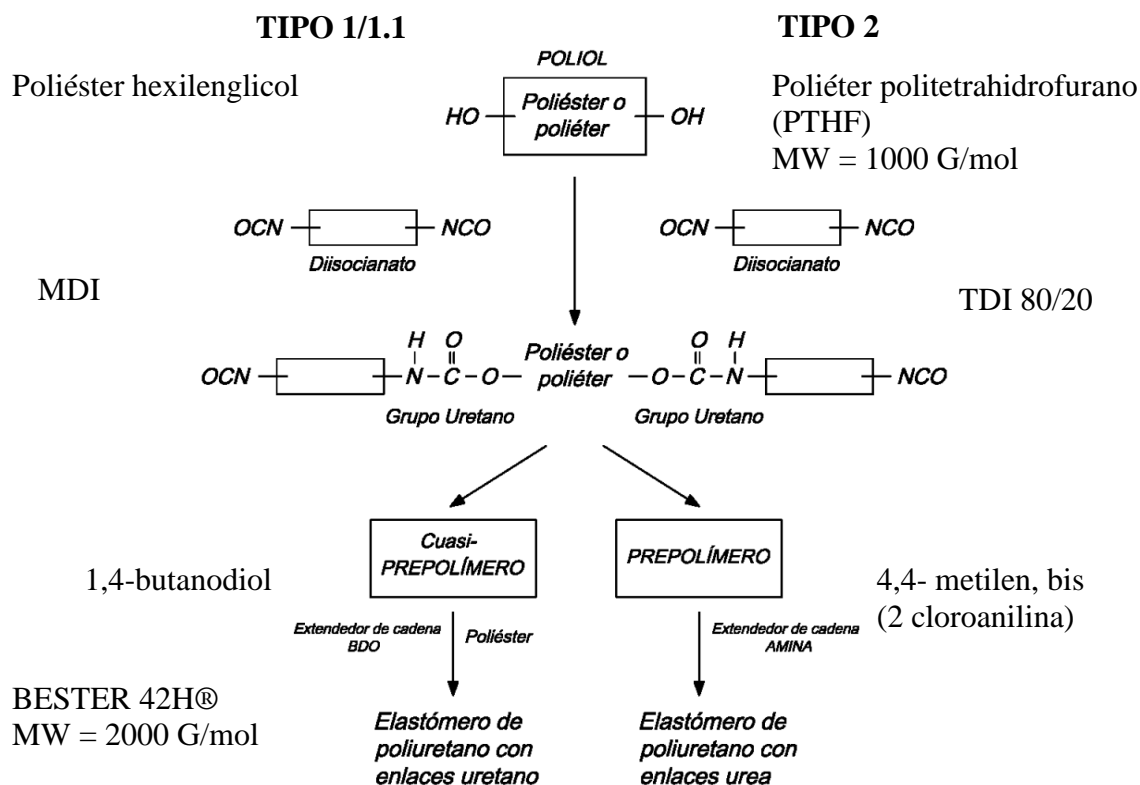 TIPO 1/1.1
TIPO 2
Poliéster hexilenglicol
POLIOL
HO
Poliéster o
poliéter
OH
Poliéter politetrahidrofurano
(PTHF)
MW = 1000 G/mol
OCN
NCO
Diisocianato
OCN
NCO
Diisocianato
MDI
TDI 80/20
OCN
H O
N-C-O
Poliéster o
poliéter
O H
O-C-N
NCO
Grupo Uretano
Grupo Uretano
Cuasi-
PREPOLÍMERO
PREPOLÍMERO
1,4-butanodiol
4,4- metilen, bis
(2 cloroanilina)
Extendedor de cadena
BDO
Poliéster
Extendedor de cadena
AMINA
BESTER 42H®
MW = 2000 G/mol
Elastómero de
poliuretano con
enlaces uretano
Elastómero de
poliuretano con
enlaces urea